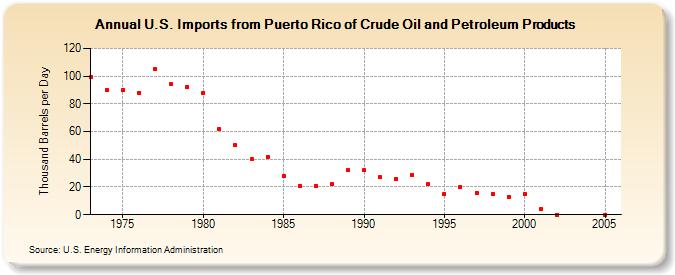 Annual U.S. Imports from Puerto Rico of Crude Oil and Petroleum Products
Thousand Barrels per Day
120
100
80
60
40
20
0
1975 1980 1985 1990 1995 2000 2005
Source: U.S. Energy Information Administration